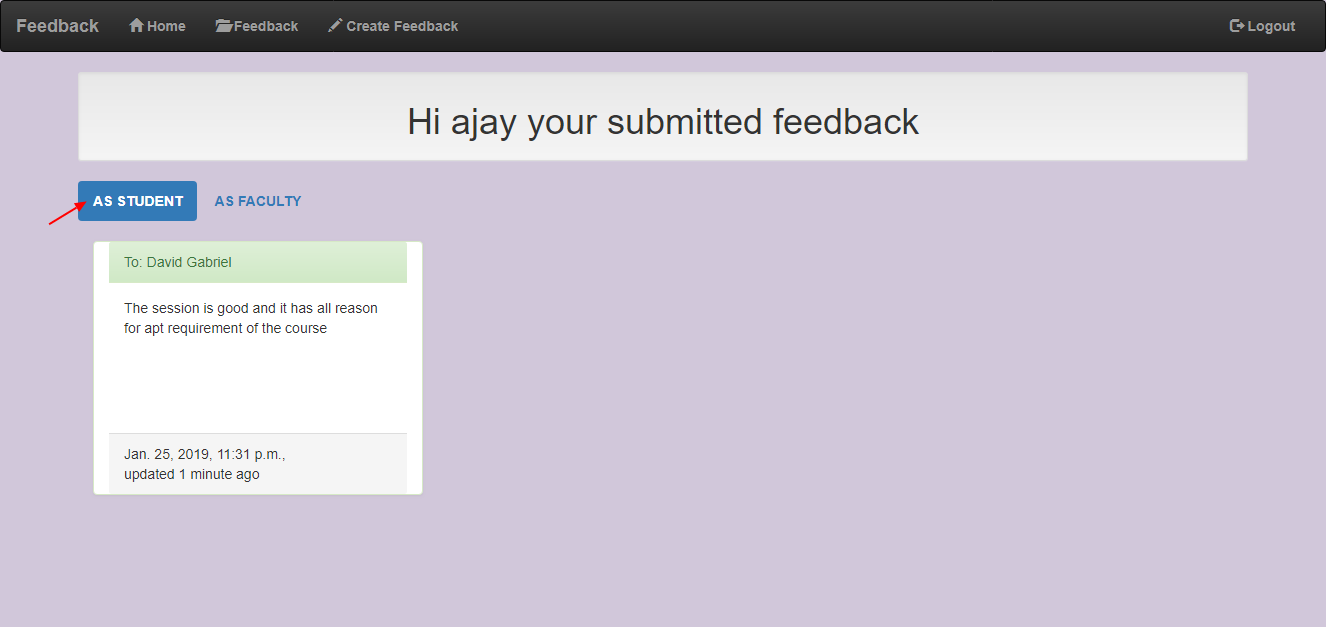 Feedback Home Feedback Create Feedback Logout
Hi ajay your submitted feedback
AS STUDENT AS FACULTY
To: David Gabriel
The session is good and it has all reason
for apt requirement of the course
Jan. 25, 2019, 11:31 p.m.,
updated 1 minute ago